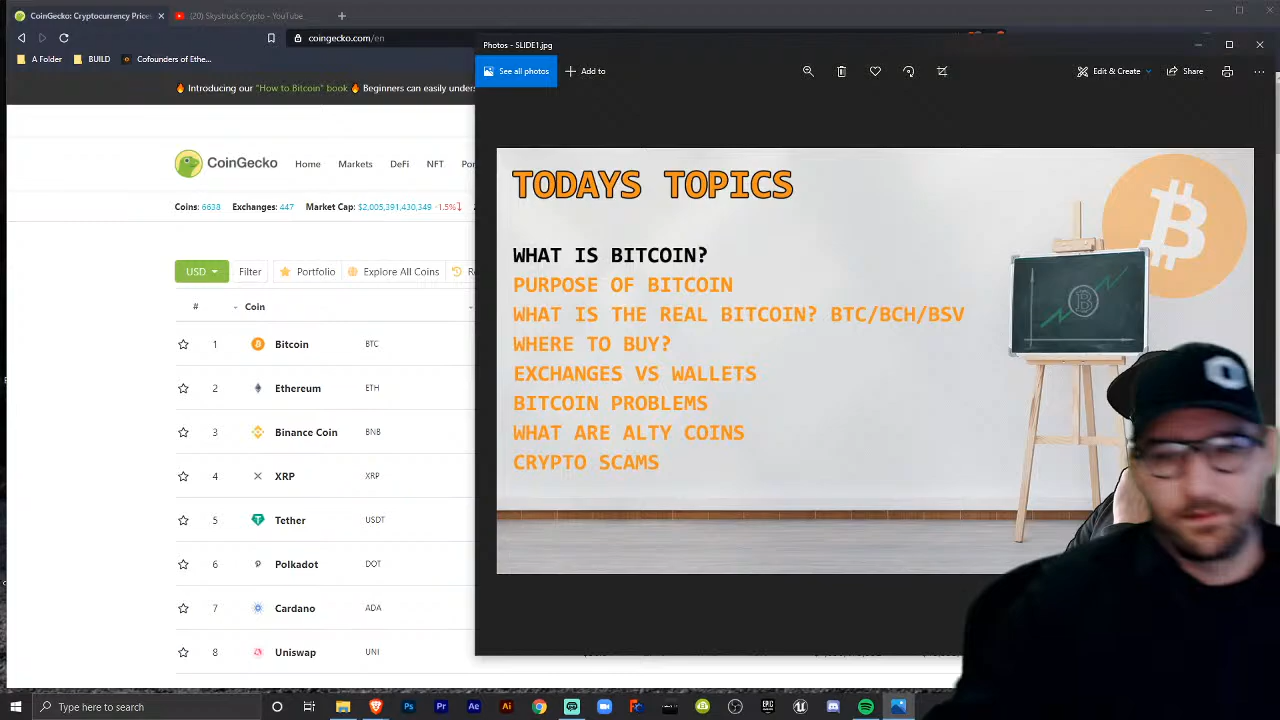 CoinGecko: Cryptocurrency Prices
(20) Skystruck Crypto - YouTube
coingecko.com/en
A Folder
BUILD
Cofounders of Ethe...
Photos - SLIDE1.jpg
See all photos
Add to
Edit & Create
Share
Introducing our "How to Bitcoin" book
Beginners can easily unders
CoinGecko
Home
Markets
DeFi
NFT
Por
Coins: 6638
Exchanges: 447
Market Cap: $2,005,391,430,349 -1.5%
USD
Filter
Portfolio
Explore All Coins
Re
#
Coin
1 Bitcoin BTC
2 Ethereum ETH
3 Binance Coin BNB
4 XRP XRP
5 Tether USDT
6 Polkadot DOT
7 Cardano ADA
8 Uniswap UNI
TODAYS TOPICS
WHAT IS BITCOIN?
PURPOSE OF BITCOIN
WHAT IS THE REAL BITCOIN? BTC/BCH/BSV
WHERE TO BUY?
EXCHANGES VS WALLETS
BITCOIN PROBLEMS
WHAT ARE ALTY COINS
CRYPTO SCAMS
Type here to search